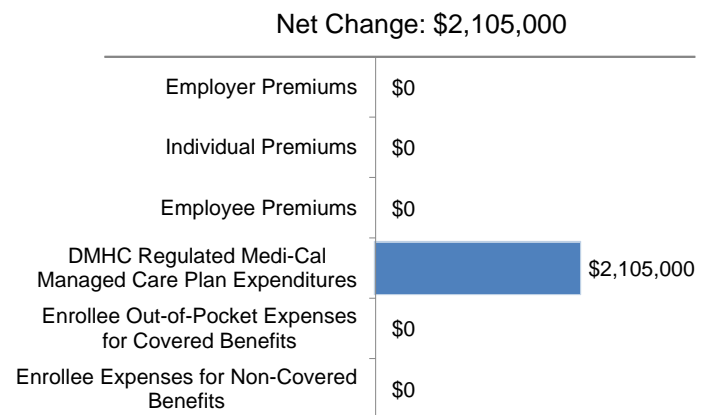 Net Change: $2,105,000
Employer Premiums $0
Individual Premiums $0
Employee Premiums $0
DMHC Regulated Medi-Cal
Managed Care Plan Expenditures
$2,105,000
Enrollee Out-of-Pocket Expenses
for Covered Benefits
$0
Enrollee Expenses for Non-Covered
Benefits
$0